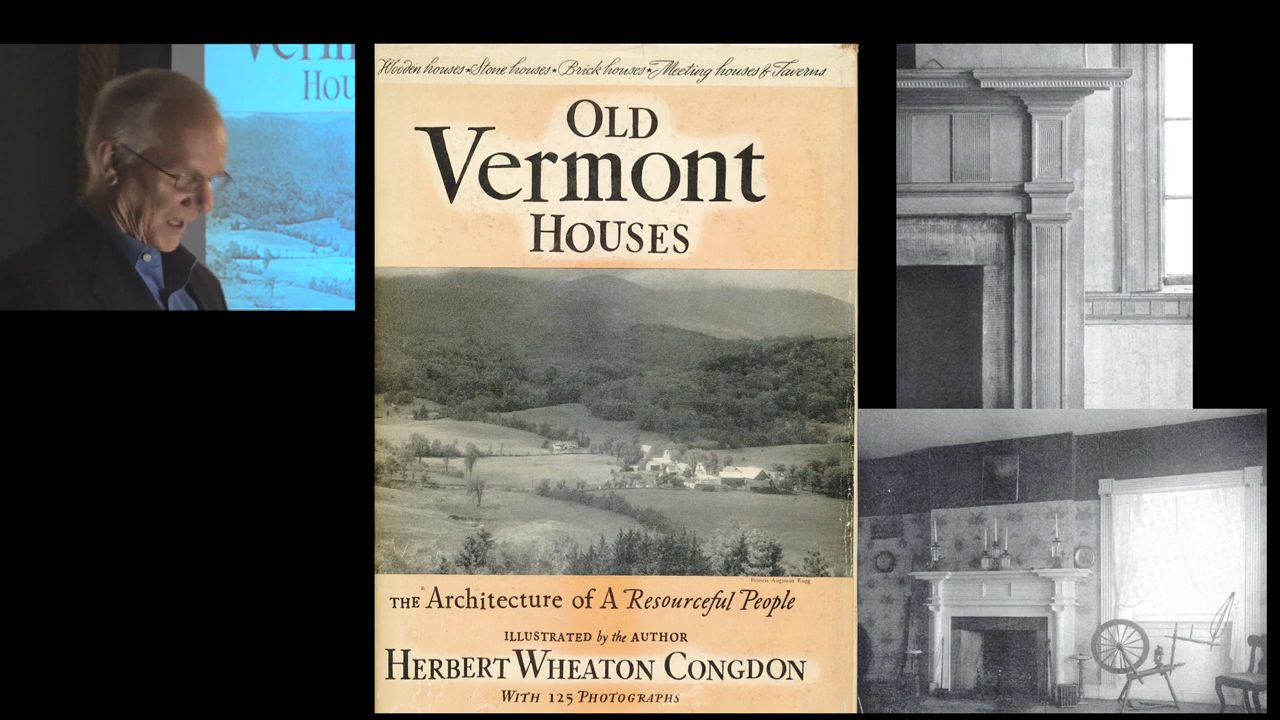 Verm
Hou
Wooden houses • Stone houses • Brick houses • Meeting houses & Taverns
OLD
Vermont
HOUSES
Francis Augustus Rugg
THE Architecture of A Resourceful People
ILLUSTRATED by the AUTHOR
HERBERT WHEATON CONGDON
WITH 125 PHOTOGRAPHS